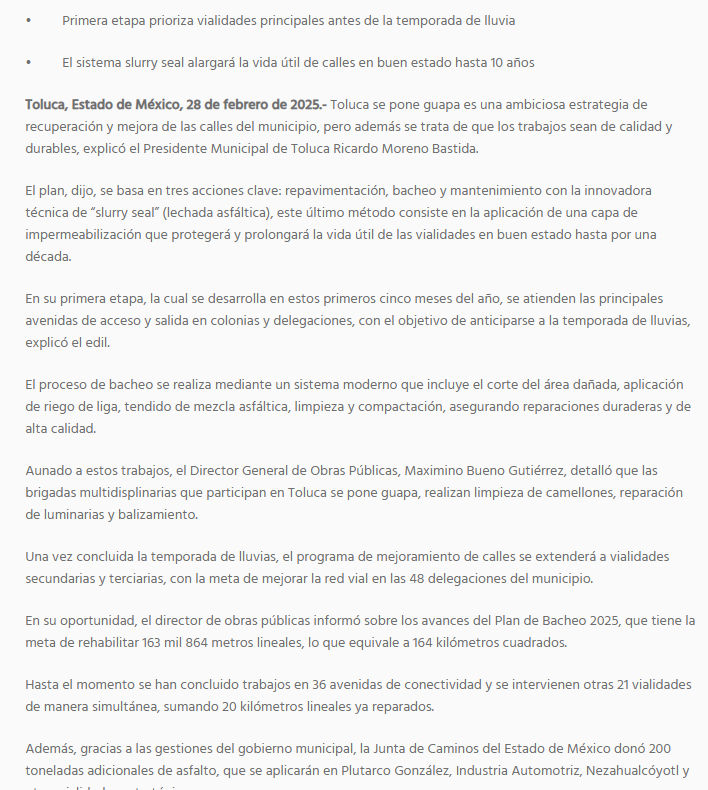 • Primera etapa prioriza vialidades principales antes de la temporada de lluvia
• El sistema slurry seal alargará la vida útil de calles en buen estado hasta 10 años
Toluca, Estado de México, 28 de febrero de 2025.- Toluca se pone guapa es una ambiciosa estrategia de
recuperación y mejora de las calles del municipio, pero además se trata de que los trabajos sean de calidad y
durables, explicó el Presidente Municipal de Toluca Ricardo Moreno Bastida.
El plan, dijo, se basa en tres acciones clave: repavimentación, bacheo y mantenimiento con la innovadora
técnica de “slurry seal” (lechada asfáltica), este último método consiste en la aplicación de una capa de
impermeabilización que protegerá y prolongará la vida útil de las vialidades en buen estado hasta por una
década.
En su primera etapa, la cual se desarrolla en estos primeros cinco meses del año, se atienden las principales
avenidas de acceso y salida en colonias y delegaciones, con el objetivo de anticiparse a la temporada de lluvias,
explicó el edil.
El proceso de bacheo se realiza mediante un sistema moderno que incluye el corte del área dañada, aplicación
de riego de liga, tendido de mezcla asfáltica, limpieza y compactación, asegurando reparaciones duraderas y de
alta calidad.
Aunado a estos trabajos, el Director General de Obras Públicas, Maximino Bueno Gutiérrez, detalló que las
brigadas multidisplinarias que participan en Toluca se pone guapa, realizan limpieza de camellones, reparación
de luminarias y balizamiento.
Una vez concluida la temporada de lluvias, el programa de mejoramiento de calles se extenderá a vialidades
secundarias y terciarias, con la meta de mejorar la red vial en las 48 delegaciones del municipio.
En su oportunidad, el director de obras públicas informó sobre los avances del Plan de Bacheo 2025, que tiene la
meta de rehabilitar 163 mil 864 metros lineales, lo que equivale a 164 kilómetros cuadrados.
Hasta el momento se han concluido trabajos en 36 avenidas de conectividad y se intervienen otras 21 vialidades
de manera simultánea, sumando 20 kilómetros lineales ya reparados.
Además, gracias a las gestiones del gobierno municipal, la Junta de Caminos del Estado de México donó 200
toneladas adicionales de asfalto, que se aplicarán en Plutarco González, Industria Automotriz, Nezahualcóyotl y